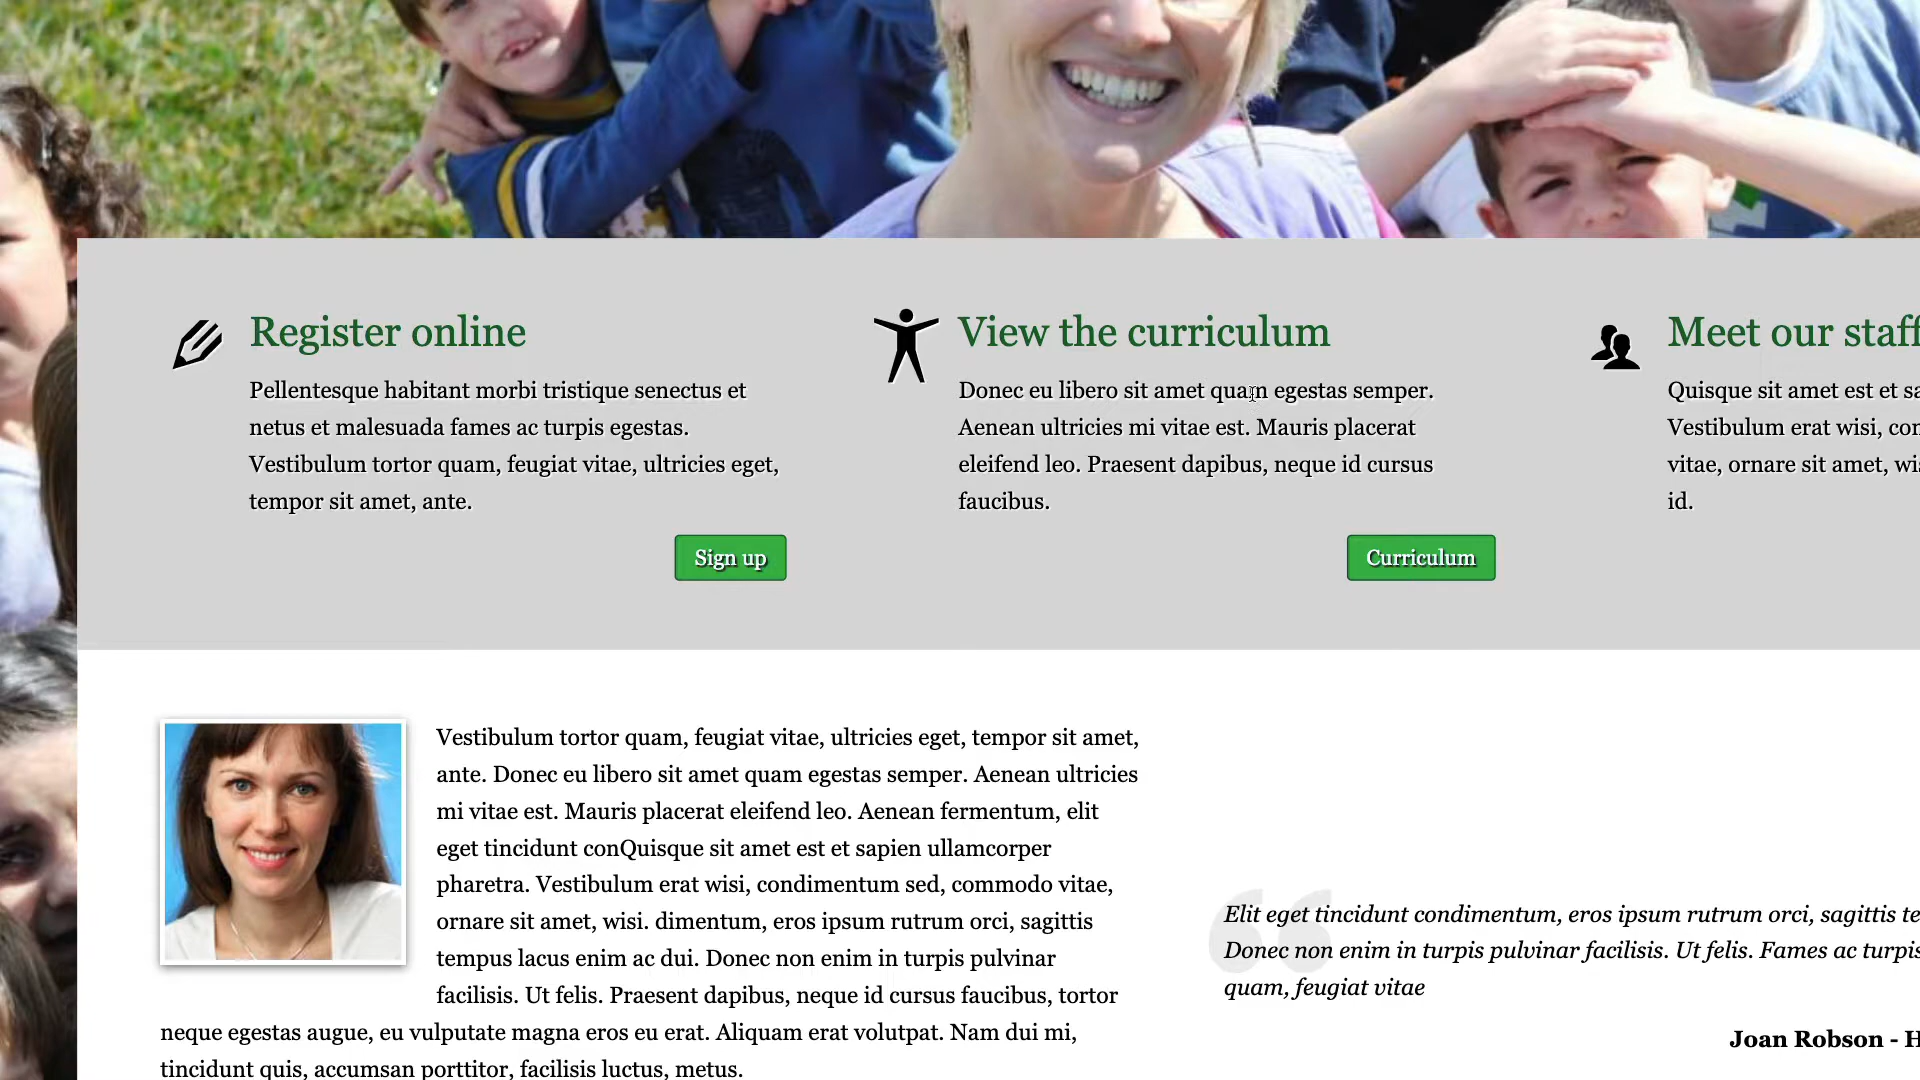 Register online
Pellentesque habitant morbi tristique senectus et
netus et malesuada fames ac turpis egestas.
Vestibulum tortor quam, feugiat vitae, ultricies eget,
tempor sit amet, ante.
Sign up
View the curriculum
Donec eu libero sit amet quam egestas semper.
Aenean ultricies mi vitae est. Mauris placerat
eleifend leo. Praesent dapibus, neque id cursus
faucibus.
Curriculum
Meet our staff
Quisque sit amet est et
Vestibulum erat wisi,
vitae, ornare sit amet,
id.
Vestibulum tortor quam, feugiat vitae, ultricies eget, tempor sit amet,
ante. Donec eu libero sit amet quam egestas semper. Aenean ultricies
mi vitae est. Mauris placerat eleifend leo. Aenean fermentum, elit
eget tincidunt conQuisque sit amet est et sapien ullamcorper
pharetra. Vestibulum erat wisi, condimentum sed, commodo vitae,
ornare sit amet, wisi. dimentum, eros ipsum rutrum orci, sagittis
tempus lacus enim ac dui. Donec non enim in turpis pulvinar
facilisis. Ut felis. Praesent dapibus, neque id cursus faucibus, tortor
neque egestas augue, eu vulputate magna eros eu erat. Aliquam erat volutpat. Nam dui mi,
tincidunt quis, accumsan porttitor, facilisis luctus, metus.
“
Elit eget tincidunt condimentum, eros ipsum rutrum orci, sagittis
Donec non enim in turpis pulvinar facilisis. Ut felis. Fames ac turpis
quam, feugiat vitae
Joan Robson -